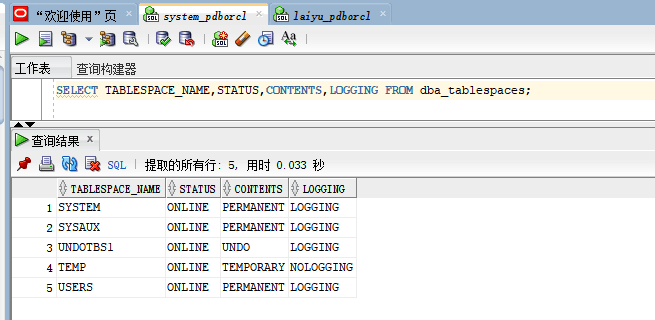 “欢迎使用”页 system_pdborcl laiyu_pdborcl
SQL Aa
工作表 查询构建器
SELECT TABLESPACE_NAME,STATUS,CONTENTS,LOGGING FROM dba_tablespaces;
查询结果 x
SQL | 提取的所有行: 5, 用时 0.033 秒
TABLESPACE_NAME STATUS CONTENTS LOGGING
1 SYSTEM ONLINE PERMANENT LOGGING
2 SYSAUX ONLINE PERMANENT LOGGING
3 UNDOTBS1 ONLINE UNDO LOGGING
4 TEMP ONLINE TEMPORARY NOLOGGING
5 USERS ONLINE PERMANENT LOGGING